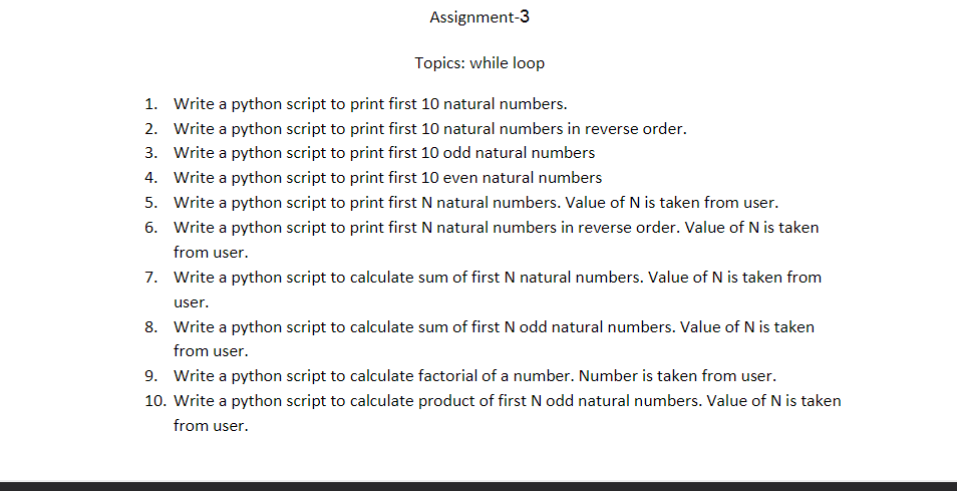 Assignment-3
Topics: while loop
1. Write a python script to print first 10 natural numbers.
2. Write a python script to print first 10 natural numbers in reverse order.
3. Write a python script to print first 10 odd natural numbers
4. Write a python script to print first 10 even natural numbers
5. Write a python script to print first N natural numbers. Value of N is taken from user.
6. Write a python script to print first N natural numbers in reverse order. Value of N is taken
from user.
7. Write a python script to calculate sum of first N natural numbers. Value of N is taken from
user.
8. Write a python script to calculate sum of first N odd natural numbers. Value of N is taken
from user.
9. Write a python script to calculate factorial of a number. Number is taken from user.
10. Write a python script to calculate product of first N odd natural numbers. Value of N is taken
from user.